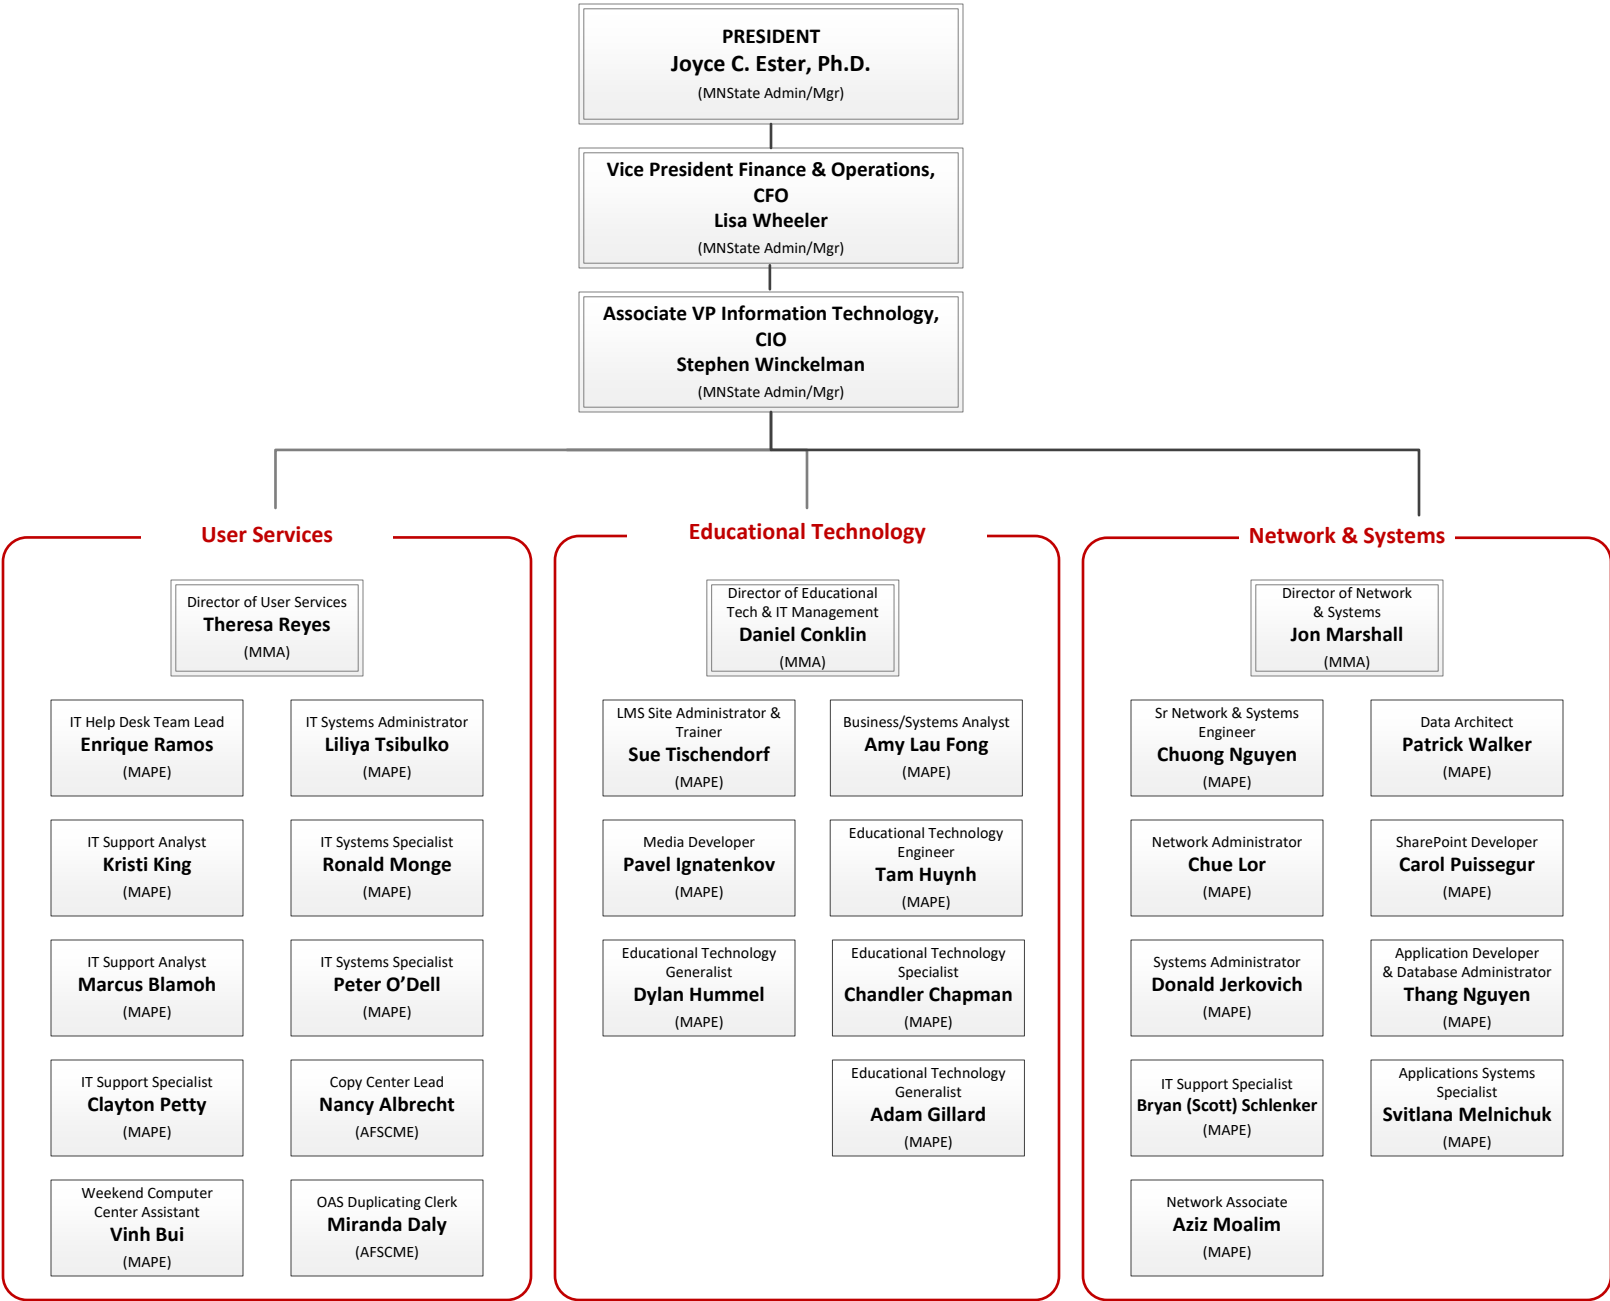 PRESIDENT
Joyce C. Ester, Ph.D.
(MNState Admin/Mgr)
Vice President Finance & Operations,
CFO
Lisa Wheeler
(MNState Admin/Mgr)
Associate VP Information Technology,
CIO
Stephen Winckelman
(MNState Admin/Mgr)
User Services
Director of User Services
Theresa Reyes
(MMA)
IT Help Desk Team Lead
Enrique Ramos
(MAPE)
IT Systems Administrator
Liliya Tsibulko
(MAPE)
IT Support Analyst
Kristi King
(MAPE)
IT Systems Specialist
Ronald Monge
(MAPE)
IT Support Analyst
Marcus Blamoh
(MAPE)
IT Systems Specialist
Peter O’Dell
(MAPE)
IT Support Specialist
Clayton Petty
(MAPE)
Copy Center Lead
Nancy Albrecht
(AFSCME)
Weekend Computer
Center Assistant
Vinh Bui
(MAPE)
OAS Duplicating Clerk
Miranda Daly
(AFSCME)
Educational Technology
Director of Educational
Tech & IT Management
Daniel Conklin
(MMA)
LMS Site Administrator &
Trainer
Sue Tischendorf
(MAPE)
Business/Systems Analyst
Amy Lau Fong
(MAPE)
Media Developer
Pavel Ignatenkov
(MAPE)
Educational Technology
Engineer
Tam Huynh
(MAPE)
Educational Technology
Generalist
Dylan Hummel
(MAPE)
Educational Technology
Specialist
Chandler Chapman
(MAPE)
Educational Technology
Generalist
Adam Gillard
(MAPE)
Network & Systems
Director of Network
& Systems
Jon Marshall
(MMA)
Sr Network & Systems
Engineer
Chuong Nguyen
(MAPE)
Data Architect
Patrick Walker
(MAPE)
Network Administrator
Chue Lor
(MAPE)
SharePoint Developer
Carol Puissegur
(MAPE)
Systems Administrator
Donald Jerkovich
(MAPE)
Application Developer
& Database Administrator
Thang Nguyen
(MAPE)
IT Support Specialist
Bryan (Scott) Schlenker
(MAPE)
Applications Systems
Specialist
Svitlana Melnichuk
(MAPE)
Network Associate
Aziz Moalim
(MAPE)